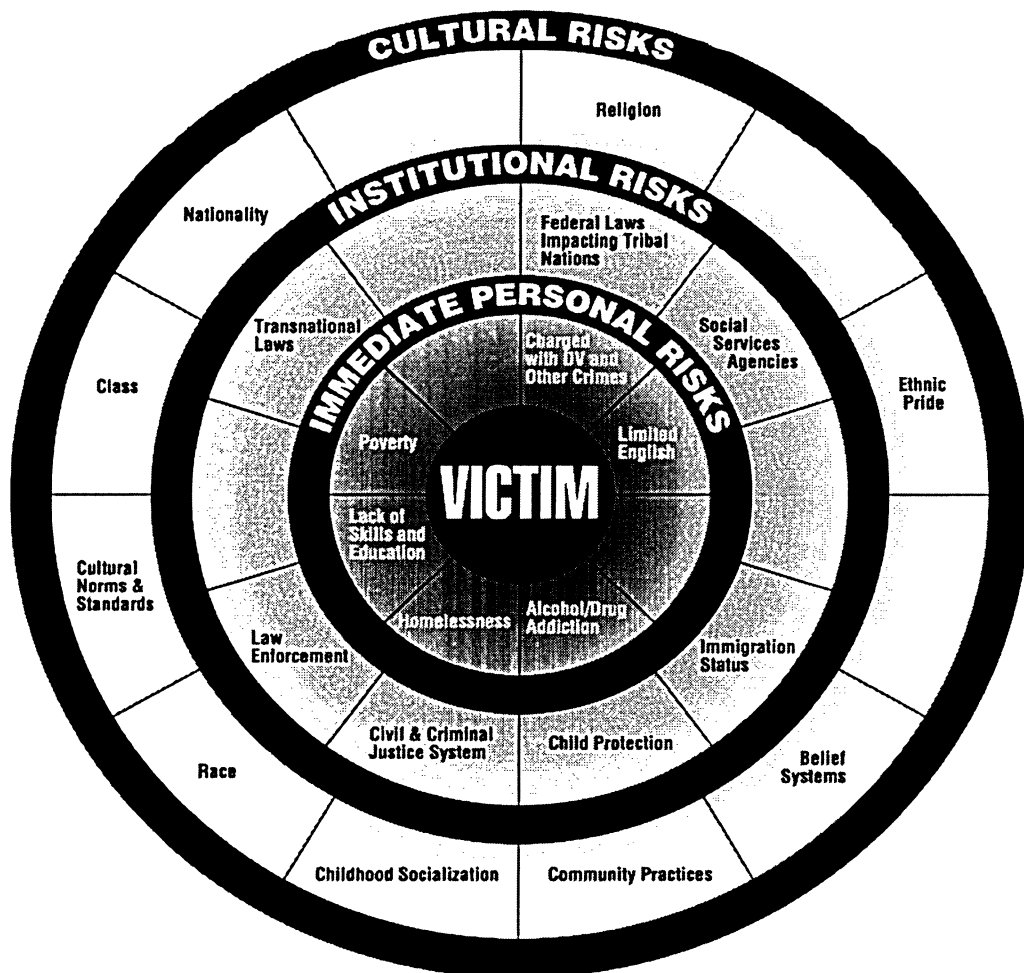 CULTURAL RISKS
Religion
Nationality
Class
Ethnic
Pride
Cultural
Norms &
Standards
Race
Belief
Systems
Childhood Socialization
Community Practices
INSTITUTIONAL RISKS
Federal Laws
Impacting Tribal
Nations
Transnational
Laws
Social
Services
Agencies
Law
Enforcement
Immigration
Status
Civil & Criminal
Justice System
Child Protection
IMMEDIATE PERSONAL RISKS
Charged
with DV and
Other Crimes
Poverty
Limited
English
Lack of
Skills and
Education
Homelessness
Alcohol/Drug
Addiction
VICTIM